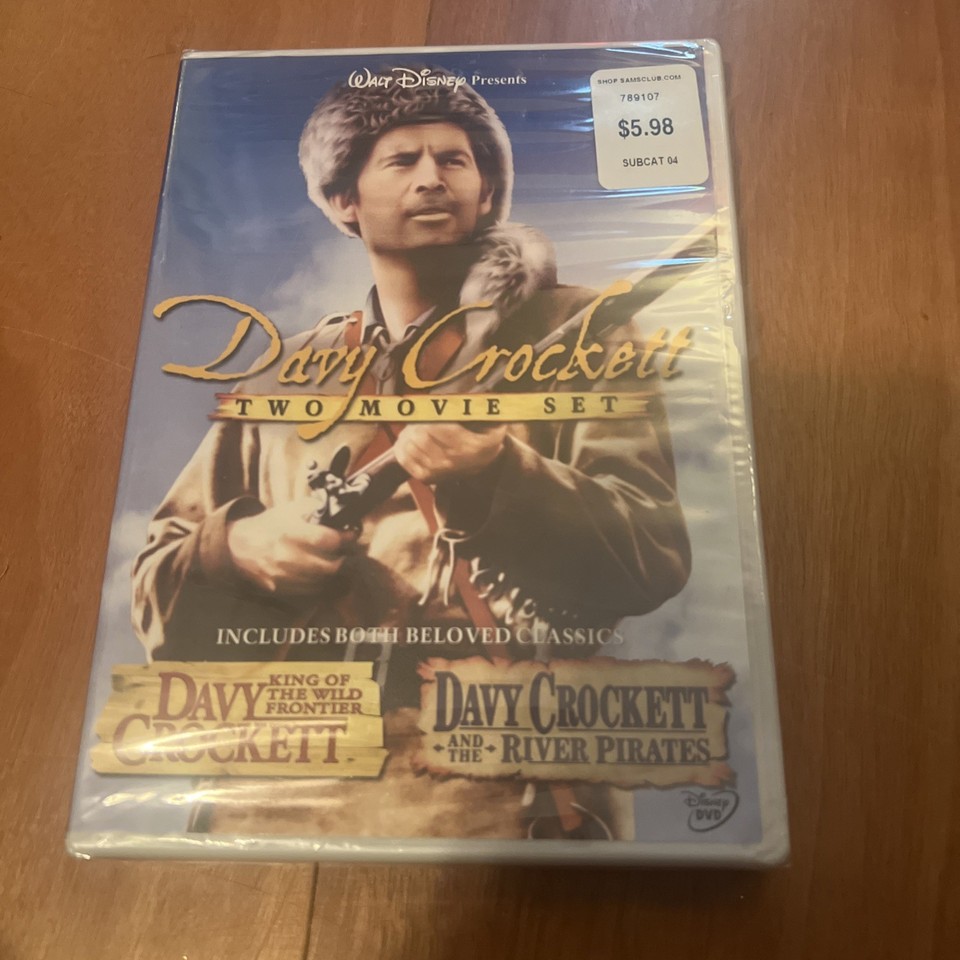 WALT DISNEY Presents
SHOP SAMSCLUB.COM
789107
$5.98
SUBCAT 04
Davy Crockett
TWO MOVIE SET
INCLUDES BOTH BELOVED CLASSICS
DAVY KING OF
THE WILD
FRONTIER
CROCKETT
DAVY CROCKETT
AND THE RIVER PIRATES
Disney
DVD